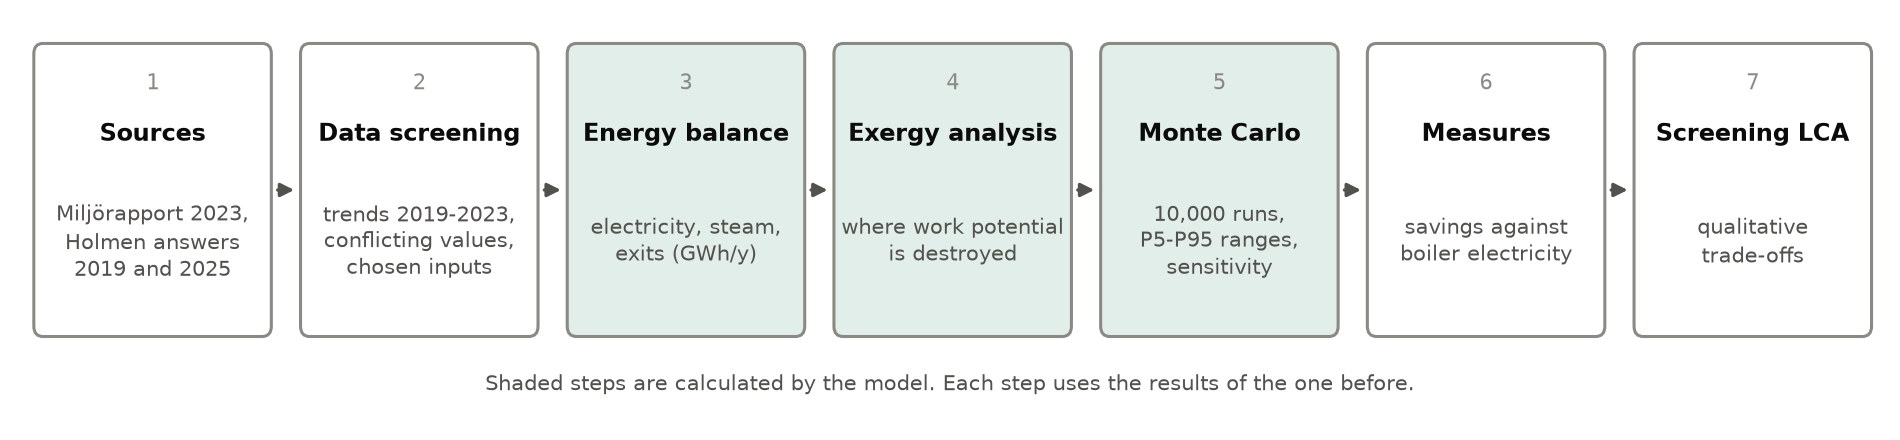 1
Sources
Miljörapport 2023,
Holmen answers
2019 and 2025
2
Data screening
trends 2019-2023,
conflicting values,
chosen inputs
3
Energy balance
electricity, steam,
exits (GWh/y)
4
Exergy analysis
where work potential
is destroyed
5
Monte Carlo
10,000 runs,
P5-P95 ranges,
sensitivity
6
Measures
savings against
boiler electricity
7
Screening LCA
qualitative
trade-offs
Shaded steps are calculated by the model. Each step uses the results of the one before.